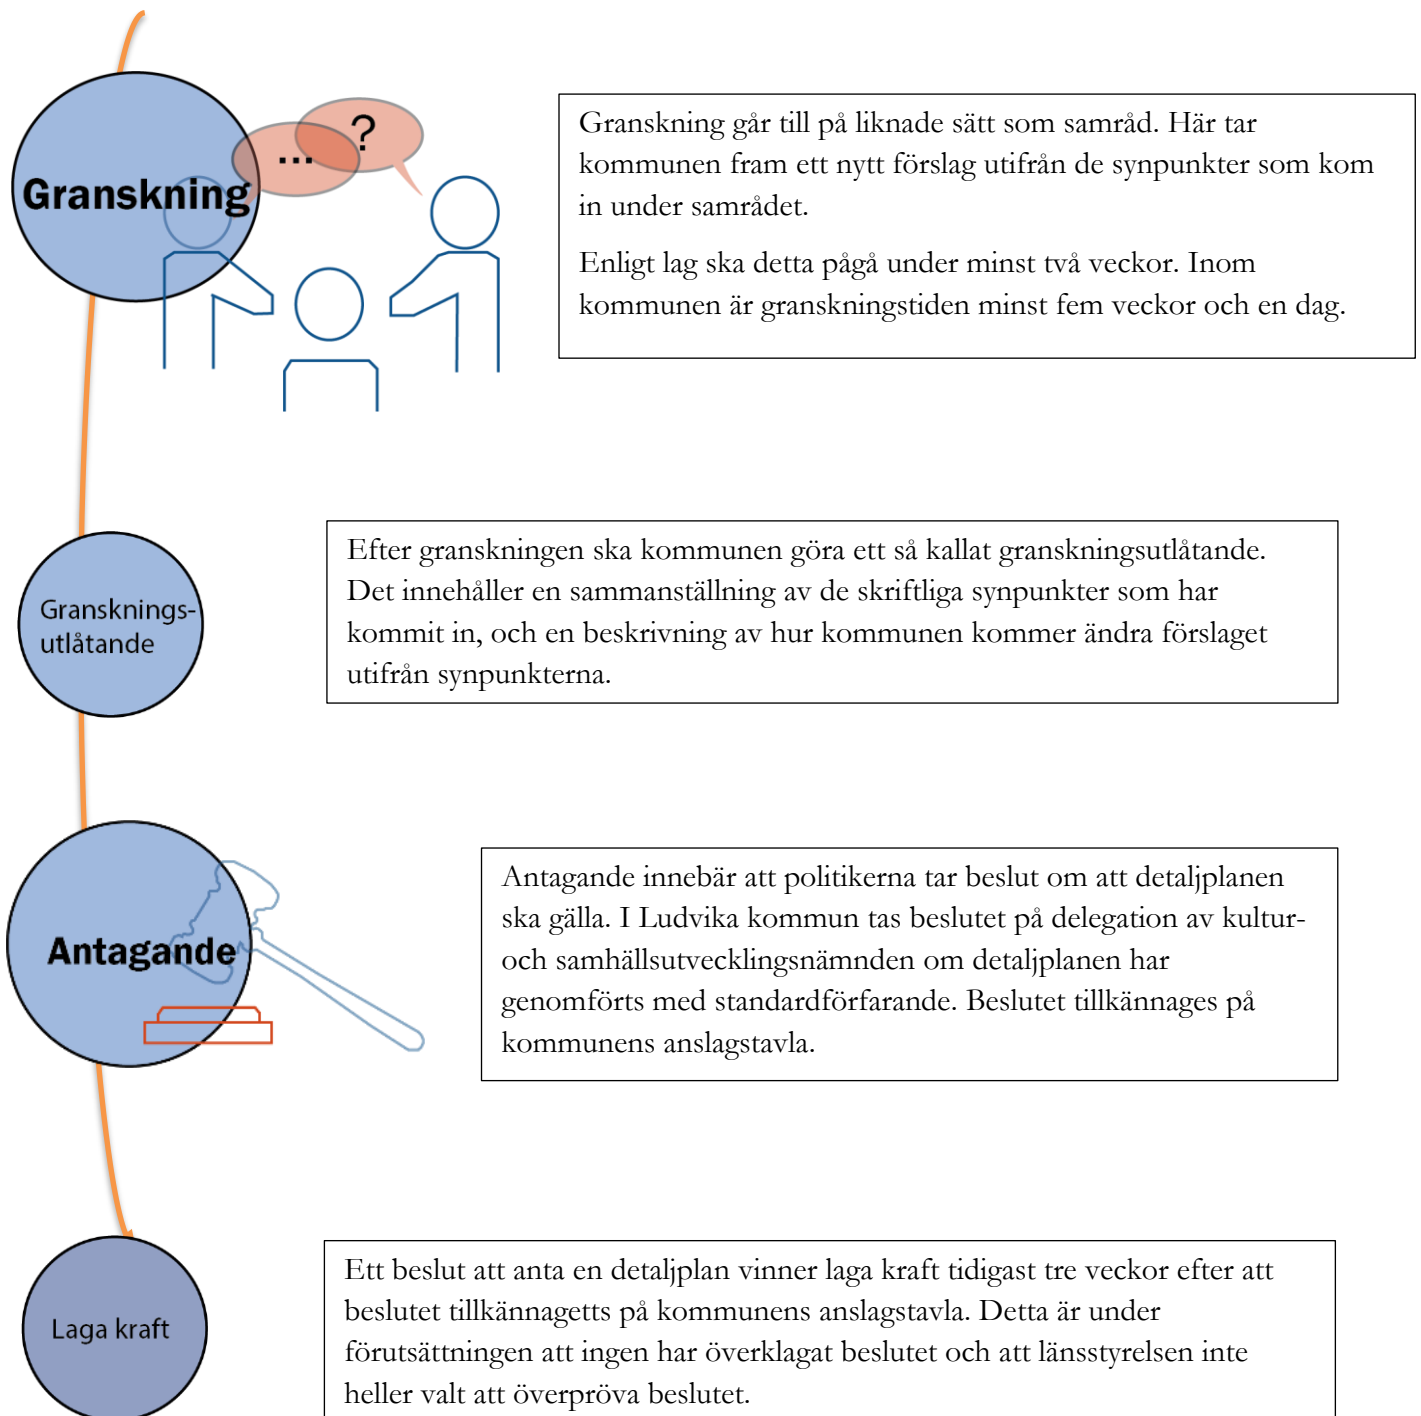 Granskning
...
?
Granskning går till på liknade sätt som samråd. Här tar
kommunen fram ett nytt förslag utifrån de synpunkter som kom
in under samrådet.
Enligt lag ska detta pågå under minst två veckor. Inom
kommunen är granskningstiden minst fem veckor och en dag.
Gransknings-
utlåtande
Efter granskningen ska kommunen göra ett så kallat granskningsutlåtande.
Det innehåller en sammanställning av de skriftliga synpunkter som har
kommit in, och en beskrivning av hur kommunen kommer ändra förslaget
utifrån synpunkterna.
Antagande
Antagande innebär att politikerna tar beslut om att detaljplanen
ska gälla. I Ludvika kommun tas beslutet på delegation av kultur-
och samhällsutvecklingsnämnden om detaljplanen har
genomförts med standardförfarande. Beslutet tillkännages på
kommunens anslagstavla.
Laga kraft
Ett beslut att anta en detaljplan vinner laga kraft tidigast tre veckor efter att
beslutet tillkännagetts på kommunens anslagstavla. Detta är under
förutsättningen att ingen har överklagat beslutet och att länsstyrelsen inte
heller valt att överpröva beslutet.